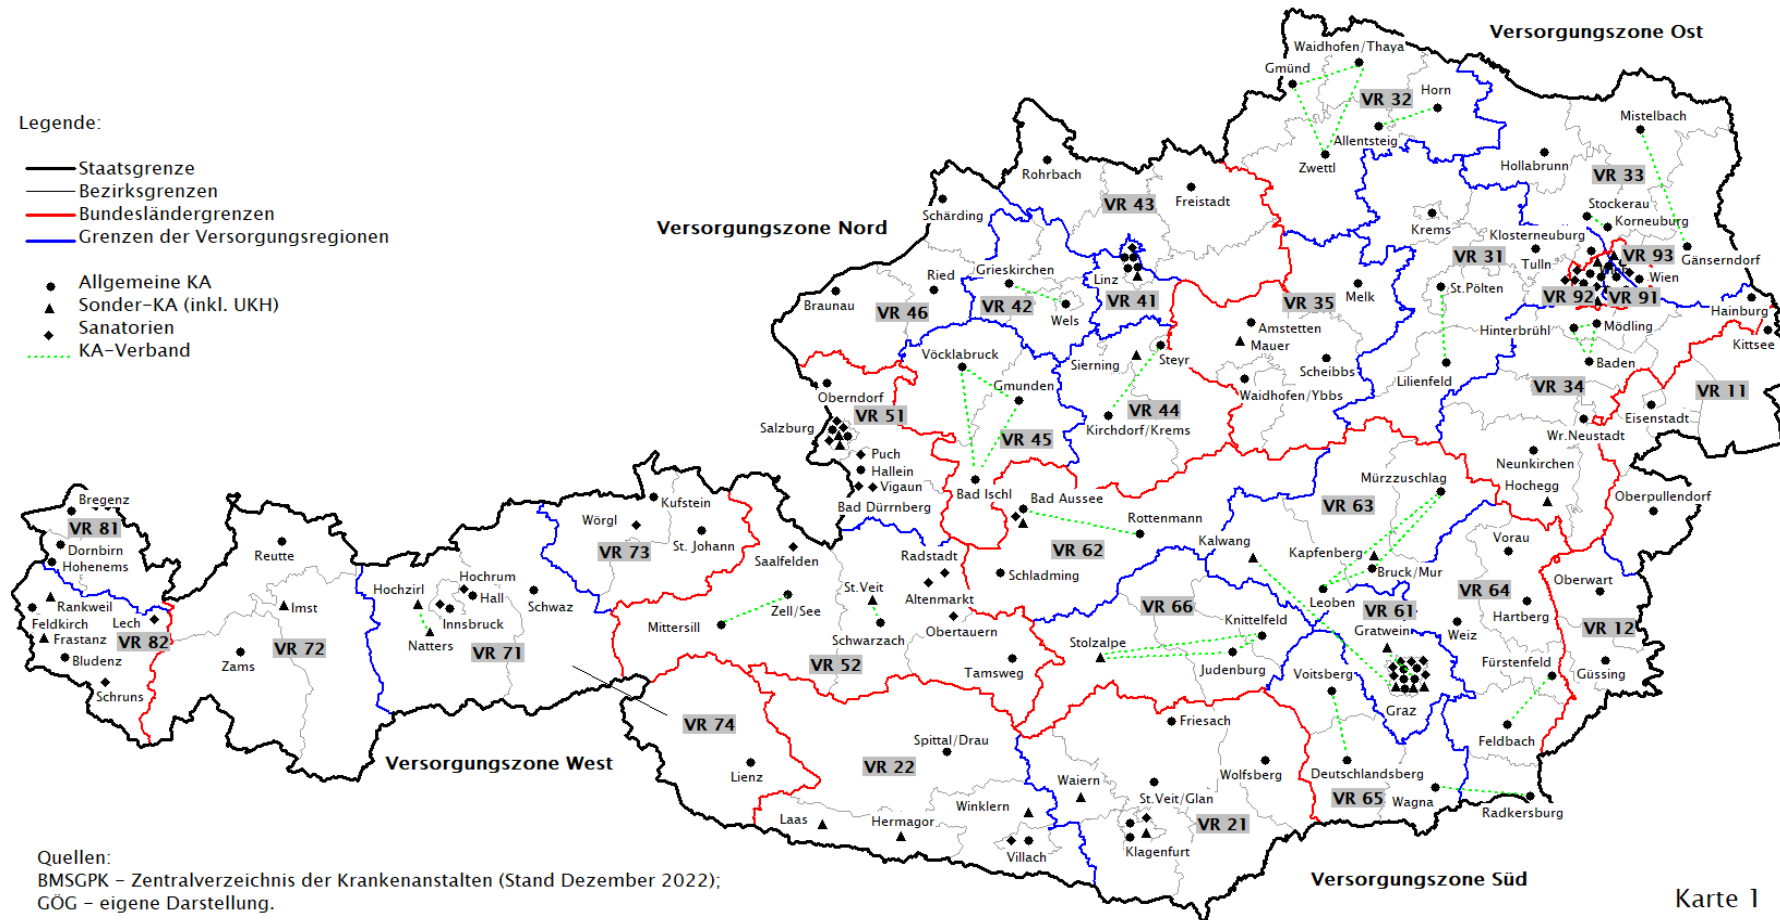 Versorgungszone Ost
Waidhofen/Thaya
Gmünd
VR 32
Horn
Allentsteig
Zwettl
Mistelbach
Hollabrunn
VR 33
Stockerau
Korneuburg
Legende:
Staatsgrenze
Bezirksgrenzen
Bundesländergrenzen
Grenzen der Versorgungsregionen
Allgemeine KA
Sonder-KA (inkl. UKH)
Sanatorien
KA-Verband
Versorgungszone Nord
Rohrbach
VR 43
Freistadt
Schärding
Krems
Klosterneuburg
VR 31
Tulln
VR 93
Gänserndorf
Wien
VR 92
VR 91
Grieskirchen
Ried
Linz
VR 41
VR 42
Wels
Braunau
VR 46
VR 35
Melk
St.Pölten
Hainburg
Kittsee
Hinterbrühl
Mödling
Amstetten
Mauer
Scheibbs
Waidhofen/Ybbs
Lilienfeld
Baden
VR 34
VR 11
Eisenstadt
Vöcklabruck
Gmunden
Sierning
Steyr
VR 44
Kirchdorf/Krems
VR 45
Oberndorf
VR 51
Salzburg
Puch
Hallein
Vigaun
Bad Dürrnberg
Bad Ischl
Wr.Neustadt
Neunkirchen
Hochegg
Mürzzuschlag
VR 63
Oberpullendorf
Bad Aussee
Rottenmann
VR 62
Schladming
Kalwang
Kapfenberg
Bruck/Mur
Leoben
VR 61
Gratwein
Vorau
VR 64
Hartberg
Weiz
Oberwart
VR 12
Güssing
Fürstenfeld
Bregenz
VR 81
Dornbirn
Hohenems
Rankweil
Feldkirch
Frastanz
Lech
VR 82
Bludenz
Schruns
Reutte
Imst
VR 72
Zams
Hochzirl
Hochrum
Hall
Innsbruck
Natters
VR 71
Schwaz
Wörgl
Kufstein
VR 73
St. Johann
Saalfelden
Radstadt
St.Veit
Altenmarkt
Zell/See
Mittersill
Schwarzach
Obertauern
VR 52
Tamsweg
VR 66
Knittelfeld
Stolzalpe
Judenburg
Voitsberg
Graz
Feldbach
VR 74
Lienz
Versorgungszone West
Spittal/Drau
VR 22
Friesach
Wolfsberg
Deutschlandsberg
VR 65
Wagna
Radkersburg
Waiern
St.Veit/Glan
VR 21
Winklern
Laas
Hermagor
Villach
Klagenfurt
Versorgungszone Süd
Quellen:
BMSGPK – Zentralverzeichnis der Krankenanstalten (Stand Dezember 2022);
GÖG – eigene Darstellung.
Karte 1